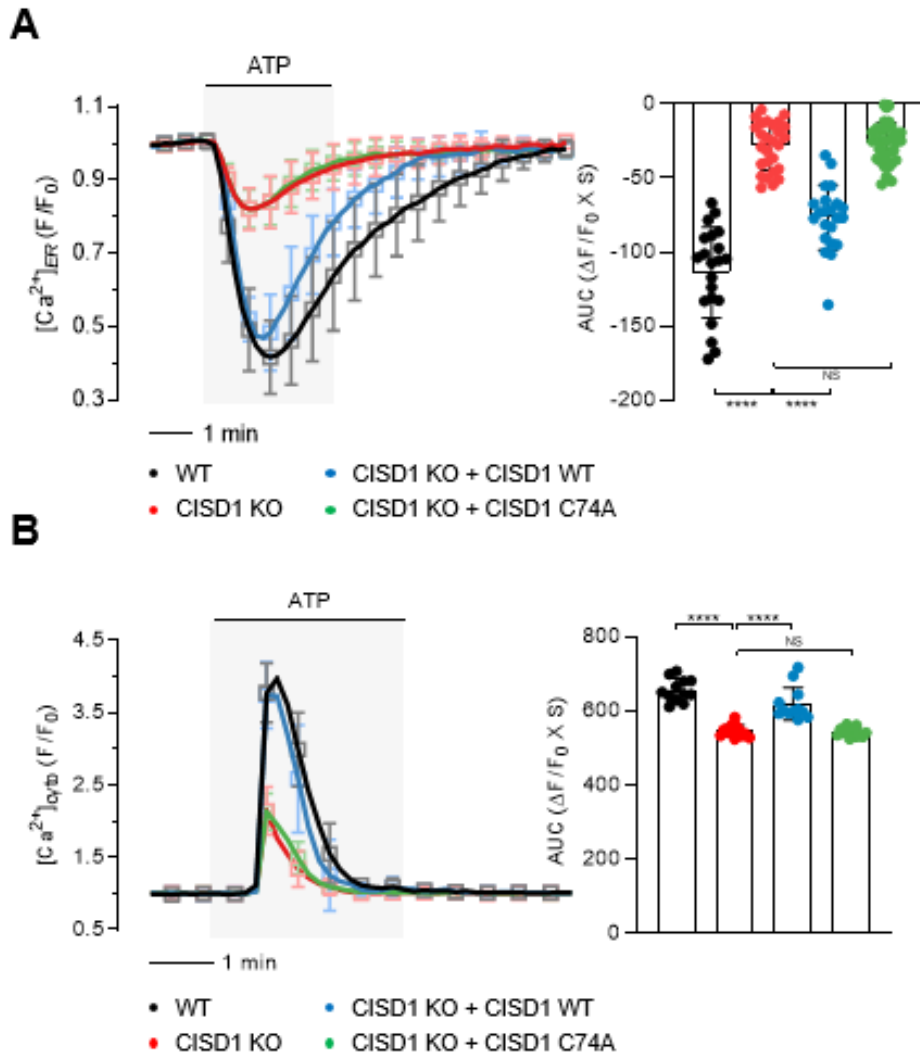 A
ATP
[Ca²⁺]ER (F/F₀)
1.1
0.9
0.7
0.5
0.3
1 min
AUC (ΔF/F₀ X S)
0
-50
-100
-150
-200
NS
**** ****
WT
CISD1 KO + CISD1 WT
CISD1 KO
CISD1 KO + CISD1 C74A
B
ATP
[Ca²⁺]cyto (F/F₀)
4.5
3.5
2.5
1.5
0.5
1 min
AUC (ΔF/F₀ X S)
800
600
400
200
0
**** ****
NS
WT
CISD1 KO + CISD1 WT
CISD1 KO
CISD1 KO + CISD1 C74A